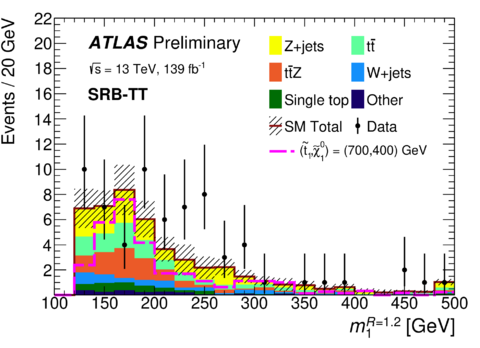 Events / 20 GeV
22
20
18
16
14
12
10
8
6
4
2
ATLAS Preliminary
√s = 13 TeV, 139 fb⁻¹
SRB-TT
Z+jets
tt̄
tt̄Z
W+jets
Single top
Other
SM Total
Data
(t̃₁,χ̃⁰₁) = (700,400) GeV
100 150 200 250 300 350 400 450 500
m₁ᴿ⁼¹·² [GeV]